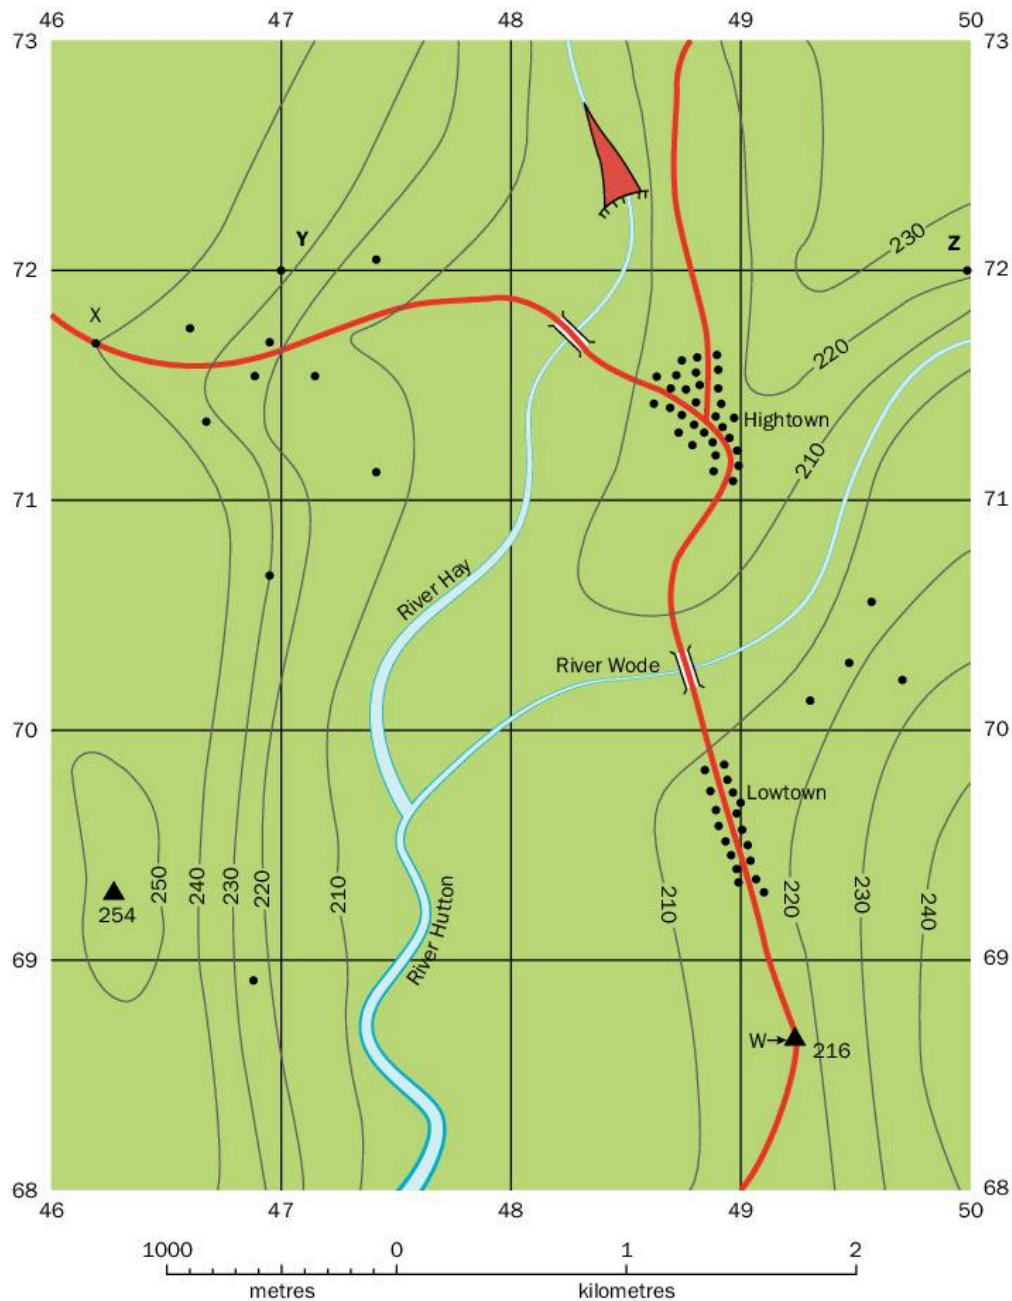 46 47 48 49 50
73 73
Y
230
Z
72 72
X
220
Hightown
210
71 71
River Hay
River Wode
70 70
Lowtown
250
240
230
220
210
210
220
230
240
254
River Hutton
69 69
W
216
68 68
46 47 48 49 50
1000 0 1 2
metres kilometres